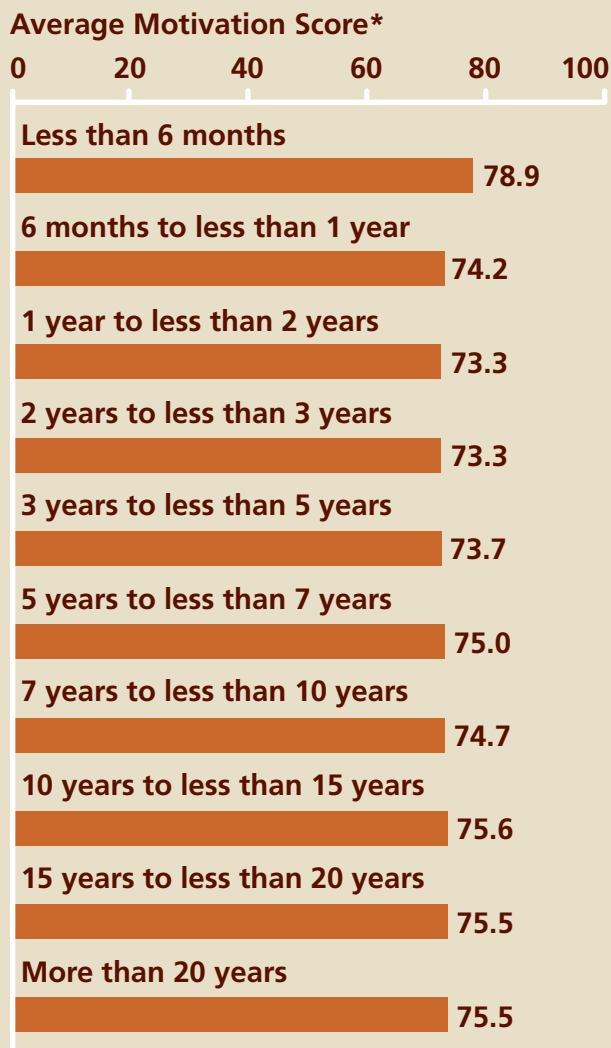 Average Motivation Score*
0 20 40 60 80 100
Less than 6 months
78.9
6 months to less than 1 year
74.2
1 year to less than 2 years
73.3
2 years to less than 3 years
73.3
3 years to less than 5 years
73.7
5 years to less than 7 years
75.0
7 years to less than 10 years
74.7
10 years to less than 15 years
75.6
15 years to less than 20 years
75.5
More than 20 years
75.5